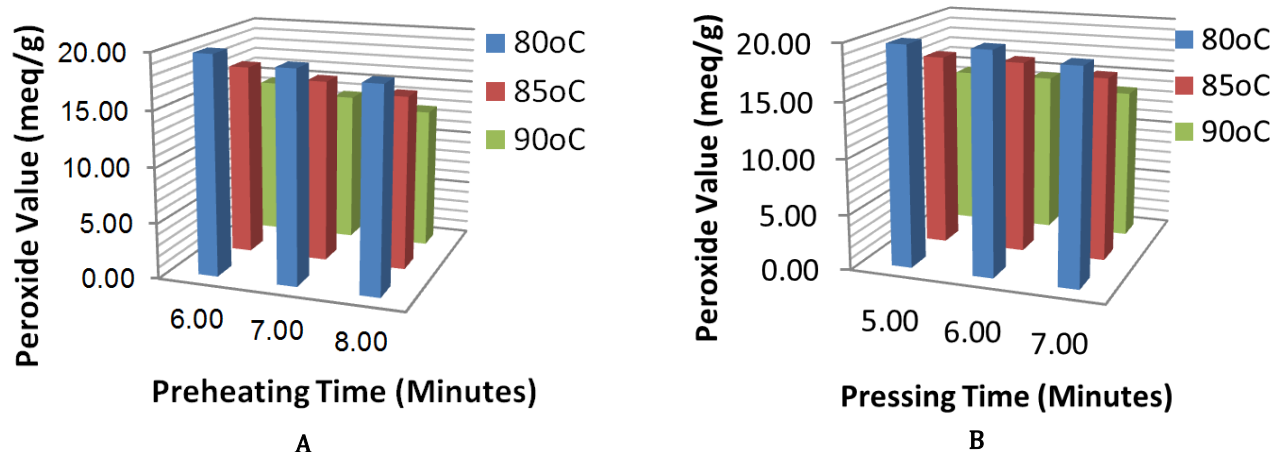 Peroxide Value (meq/g)
20.00
15.00
10.00
5.00
0.00
6.00
7.00
8.00
Preheating Time (Minutes)
80oC
85oC
90oC
A
Peroxide Value (meq/g)
20.00
15.00
10.00
5.00
0.00
5.00
6.00
7.00
Pressing Time (Minutes)
80oC
85oC
90oC
B